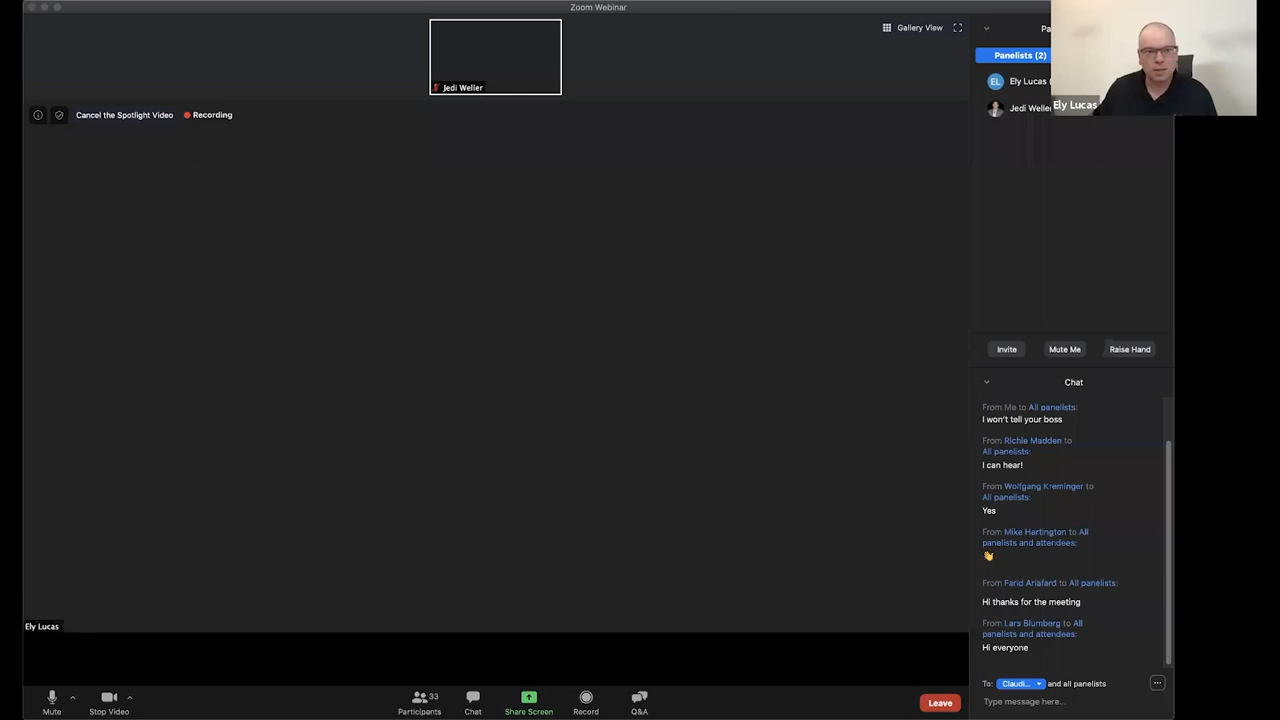 Zoom Webinar
Gallery View
Jedi Weller
Cancel the Spotlight Video
Recording
Ely Lucas
Panelists (2)
EL
Ely Lucas
Jedi Weller
Ely Lucas
Invite
Mute Me
Raise Hand
Chat
From Me to All panelists:
I won't tell your boss
From Richie Madden to
All panelists:
I can hear!
From Wolfgang Kreminger to
All panelists:
Yes
From Mike Hartington to All
panelists and attendees:
👋
From Farid Ariafard to All panelists:
Hi thanks for the meeting
From Lars Blumberg to All
panelists and attendees:
Hi everyone
To: Claudi... and all panelists
Type message here...
Mute
Stop Video
33
Participants
Chat
Share Screen
Record
Q&A
Leave